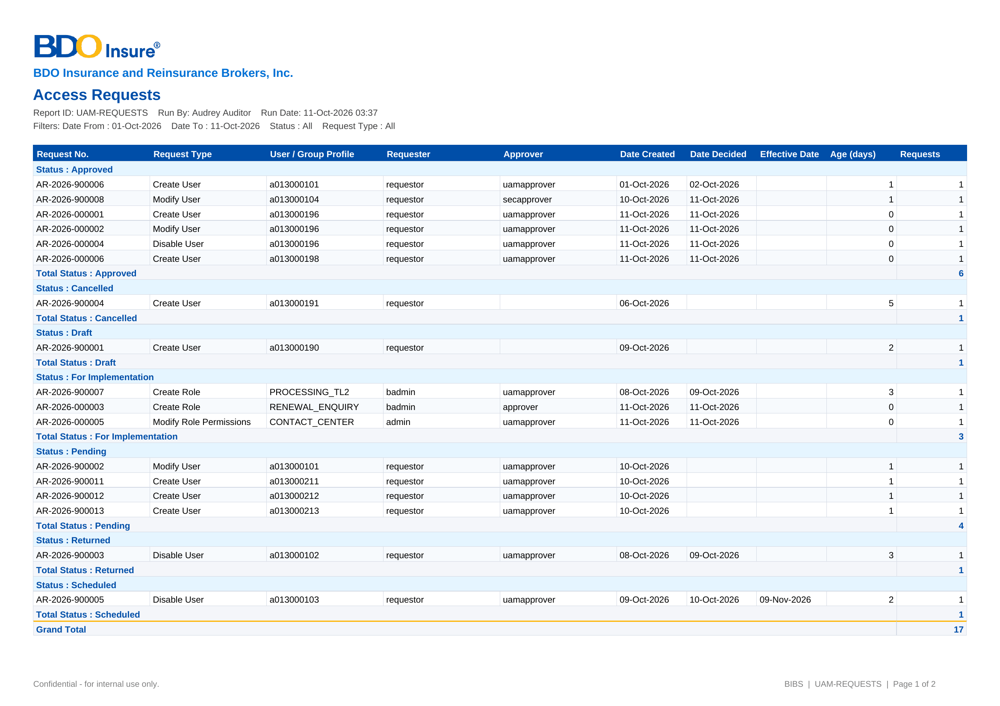 BDO Insure®
BDO Insurance and Reinsurance Brokers, Inc.
Access Requests
Report ID: UAM-REQUESTS Run By: Audrey Auditor Run Date: 11-Oct-2026 03:37
Filters: Date From : 01-Oct-2026 Date To : 11-Oct-2026 Status : All Request Type : All
Request No. Request Type User / Group Profile Requester Approver Date Created Date Decided Effective Date Age (days) Requests
Status : Approved
AR-2026-900006 Create User a013000101 requestor uamapprover 01-Oct-2026 02-Oct-2026 1 1
AR-2026-900008 Modify User a013000104 requestor secapprover 10-Oct-2026 11-Oct-2026 1 1
AR-2026-000001 Create User a013000196 requestor uamapprover 11-Oct-2026 11-Oct-2026 0 1
AR-2026-000002 Modify User a013000196 requestor uamapprover 11-Oct-2026 11-Oct-2026 0 1
AR-2026-000004 Disable User a013000196 requestor uamapprover 11-Oct-2026 11-Oct-2026 0 1
AR-2026-000006 Create User a013000198 requestor uamapprover 11-Oct-2026 11-Oct-2026 0 1
Total Status : Approved 6
Status : Cancelled
AR-2026-900004 Create User a013000191 requestor 06-Oct-2026 5 1
Total Status : Cancelled 1
Status : Draft
AR-2026-900001 Create User a013000190 requestor 09-Oct-2026 2 1
Total Status : Draft 1
Status : For Implementation
AR-2026-900007 Create Role PROCESSING_TL2 badmin uamapprover 08-Oct-2026 09-Oct-2026 3 1
AR-2026-000003 Create Role RENEWAL_ENQUIRY badmin approver 11-Oct-2026 11-Oct-2026 0 1
AR-2026-000005 Modify Role Permissions CONTACT_CENTER admin uamapprover 11-Oct-2026 11-Oct-2026 0 1
Total Status : For Implementation 3
Status : Pending
AR-2026-900002 Modify User a013000101 requestor uamapprover 10-Oct-2026 1 1
AR-2026-900011 Create User a013000211 requestor uamapprover 10-Oct-2026 1 1
AR-2026-900012 Create User a013000212 requestor uamapprover 10-Oct-2026 1 1
AR-2026-900013 Create User a013000213 requestor uamapprover 10-Oct-2026 1 1
Total Status : Pending 4
Status : Returned
AR-2026-900003 Disable User a013000102 requestor uamapprover 08-Oct-2026 09-Oct-2026 3 1
Total Status : Returned 1
Status : Scheduled
AR-2026-900005 Disable User a013000103 requestor uamapprover 09-Oct-2026 10-Oct-2026 09-Nov-2026 2 1
Total Status : Scheduled 1
Grand Total 17
Confidential - for internal use only. BIBS | UAM-REQUESTS | Page 1 of 2